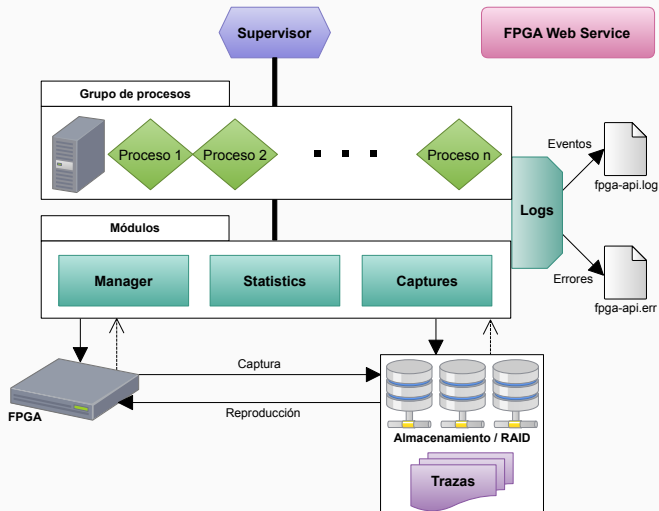 Supervisor
FPGA Web Service
Grupo de procesos
Proceso 1
Proceso 2
Proceso n
Eventos
fpga-api.log
Logs
Errores
fpga-api.err
Módulos
Manager
Statistics
Captures
Captura
Reproducción
FPGA
Almacenamiento / RAID
Trazas